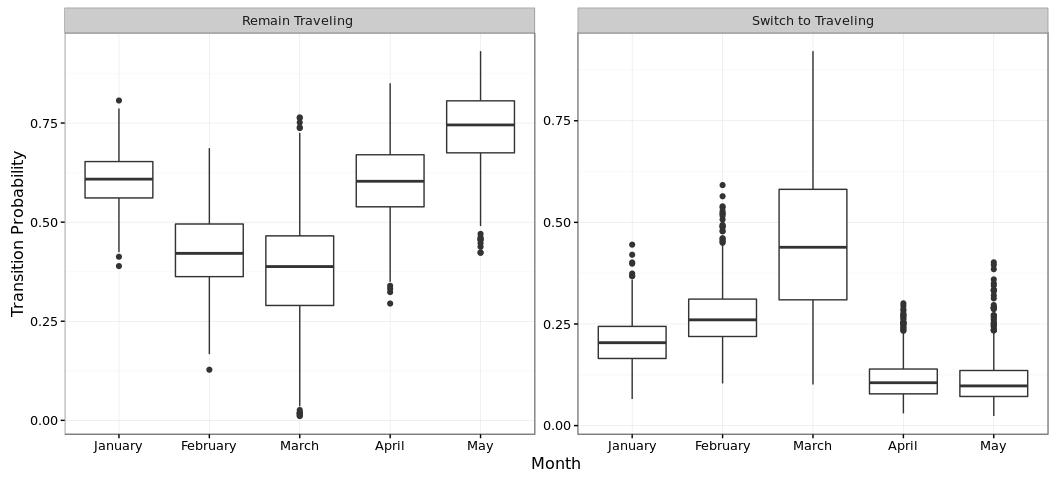 Remain Traveling
Switch to Traveling
Transition Probability
0.75
0.50
0.25
0.00
0.75
0.50
0.25
0.00
January February March April May
January February March April May
Month